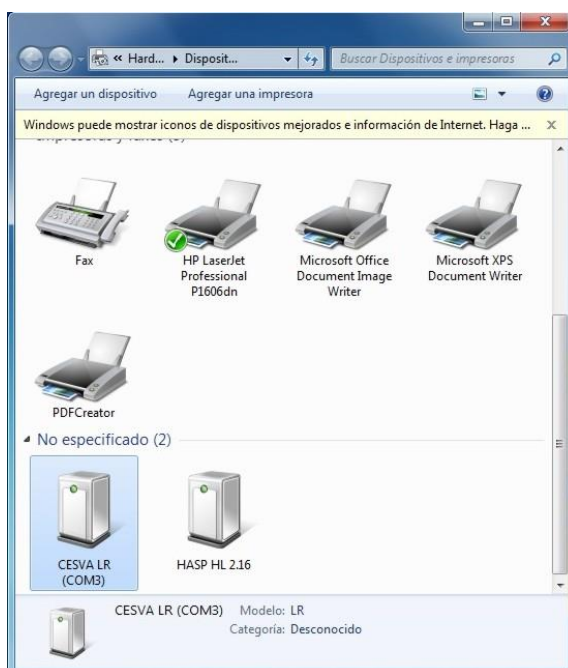 « Hard... ▸ Disposit...
Buscar Dispositivos e impresoras
Agregar un dispositivo Agregar una impresora
Windows puede mostrar iconos de dispositivos mejorados e información de Internet. Haga ...
Fax
HP LaserJet
Professional
P1606dn
Microsoft Office
Document Image
Writer
Microsoft XPS
Document Writer
PDFCreator
No especificado (2)
CESVA LR
(COM3)
HASP HL 2.16
CESVA LR (COM3) Modelo: LR
Categoría: Desconocido